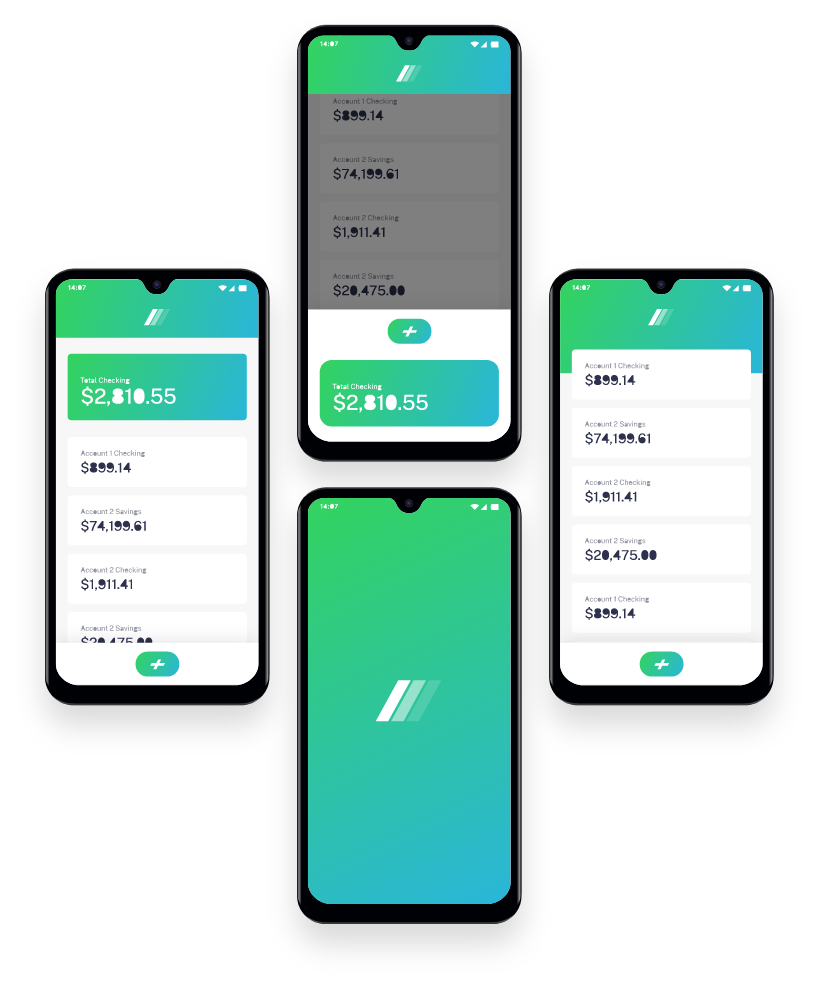 14:07
Account 1 Checking
$899.14
Account 2 Savings
$74,199.61
Account 2 Checking
$1,911.41
Account 2 Savings
$20,475.00
Total Checking
$2,810.55
14:07
Total Checking
$2,810.55
Account 1 Checking
$899.14
Account 2 Savings
$74,199.61
Account 2 Checking
$1,911.41
Account 2 Savings
$20,475.00
14:07
Account 1 Checking
$899.14
Account 2 Savings
$74,199.61
Account 2 Checking
$1,911.41
Account 2 Savings
$20,475.00
Account 1 Checking
$899.14
14:07